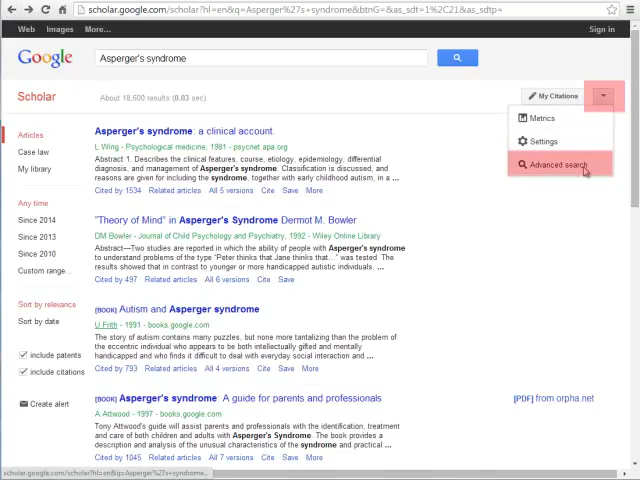 scholar.google.com/scholar?hl=en&q=Asperger%27s+syndrome&btnG=&as_sdt=1%2C21&as_sdtp=
Web Images More... Sign in
Google Asperger's syndrome
Scholar About 18,600 results (0.03 sec) My Citations
Metrics
Settings
Advanced search
Articles
Case law
My library
Any time
Since 2014
Since 2013
Since 2010
Custom range...
Sort by relevance
Sort by date
include patents
include citations
Create alert
Asperger's syndrome: a clinical account.
L Wing - Psychological medicine, 1981 - psycnet.apa.org
Abstract 1. Describes the clinical features, course, etiology, epidemiology, differential
diagnosis, and management of Asperger's syndrome. Classification is discussed, and
reasons are given for including the syndrome, together with early childhood autism, in a ...
Cited by 1534 Related articles All 5 versions Cite Save More
"Theory of Mind" in Asperger's Syndrome Dermot M. Bowler
DM Bowler - Journal of Child Psychology and Psychiatry, 1992 - Wiley Online Library
Abstract—Two studies are reported in which the ability of people with Asperger's syndrome
to understand problems of the type "Peter thinks that Jane thinks that..." was tested. The
results showed that in contrast to younger or more handicapped autistic individuals, ...
Cited by 497 Related articles All 6 versions Cite Save
[BOOK] Autism and Asperger syndrome
U Frith - 1991 - books.google.com
The story of autism contains many puzzles, but none more tantalizing than the problem of
the eccentric individual who appears to be both intellectually gifted and mentally
handicapped and who finds it difficult to deal with everyday social interaction and ...
Cited by 793 Related articles All 4 versions Cite Save More
[BOOK] Asperger's syndrome: A guide for parents and professionals
[PDF] from orpha.net
A Attwood - 1997 - books.google.com
Tony Attwood's guide will assist parents and professionals with the identification, treatment
and care of both children and adults with Asperger's Syndrome. The book provides a
description and analysis of the unusual characteristics of the syndrome and practical ...
Cited by 1045 Related articles All 7 versions Cite Save More
scholar.google.com/scholar?hl=en&q=Asperger%27s+syndrome...